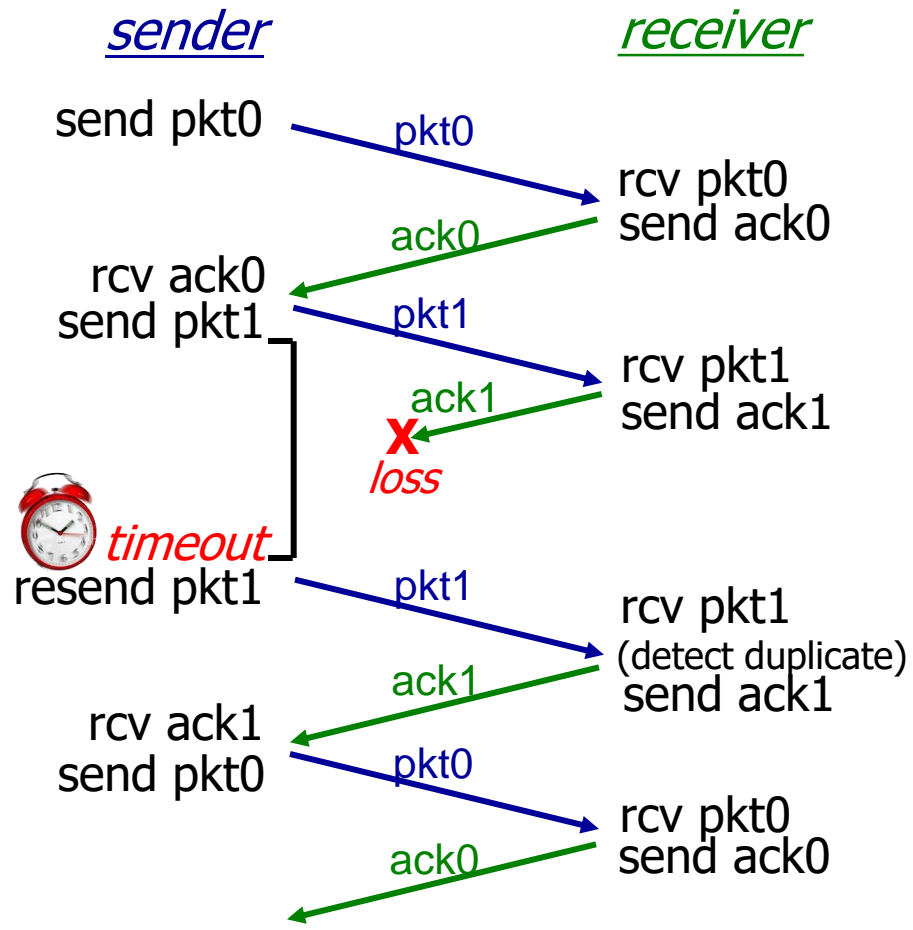 sender
receiver
send pkt0
pkt0
rcv pkt0
send ack0
ack0
rcv ack0
send pkt1
pkt1
rcv pkt1
send ack1
ack1
X
loss
timeout
resend pkt1
pkt1
rcv pkt1
(detect duplicate)
send ack1
ack1
rcv ack1
send pkt0
pkt0
rcv pkt0
send ack0
ack0